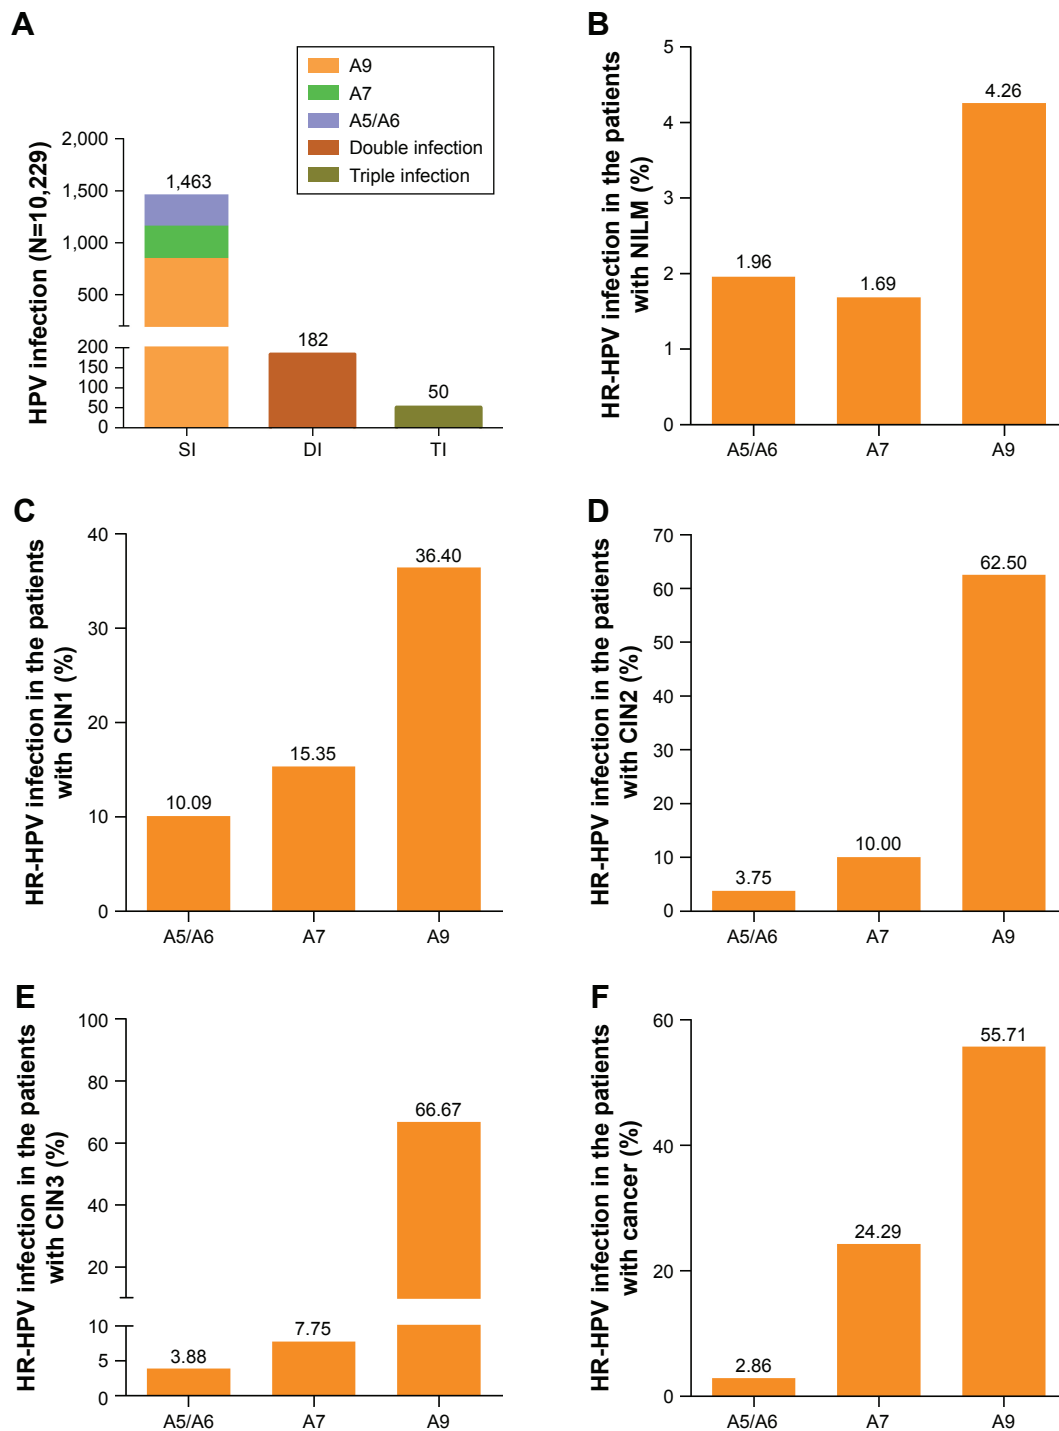 A
HPV infection (N=10,229)
2,000
1,500
1,000
500
200
150
100
50
0
1,463
182
50
SI
DI
TI
A9
A7
A5/A6
Double infection
Triple infection
B
HR-HPV infection in the patients
with NILM (%)
5
4
3
2
1
0
1.96
1.69
4.26
A5/A6
A7
A9
C
HR-HPV infection in the patients
with CIN1 (%)
40
30
20
10
0
10.09
15.35
36.40
A5/A6
A7
A9
D
HR-HPV infection in the patients
with CIN2 (%)
70
60
50
40
30
20
10
0
3.75
10.00
62.50
A5/A6
A7
A9
E
HR-HPV infection in the patients
with CIN3 (%)
100
80
60
40
20
10
5
0
3.88
7.75
66.67
A5/A6
A7
A9
F
HR-HPV infection in the patients
with cancer (%)
60
40
20
0
2.86
24.29
55.71
A5/A6
A7
A9